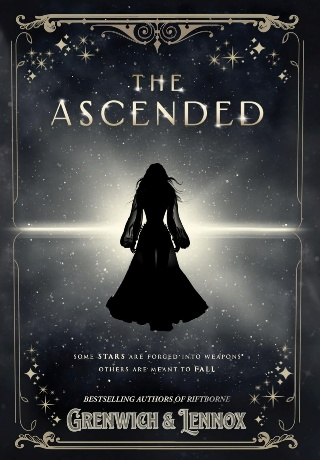 THE
ASCENDED
SOME STARS ARE FORGED INTO WEAPONS
OTHERS ARE MEANT TO FALL
BESTSELLING AUTHORS OF RIFTBORNE
GRENWICH & LENNOX